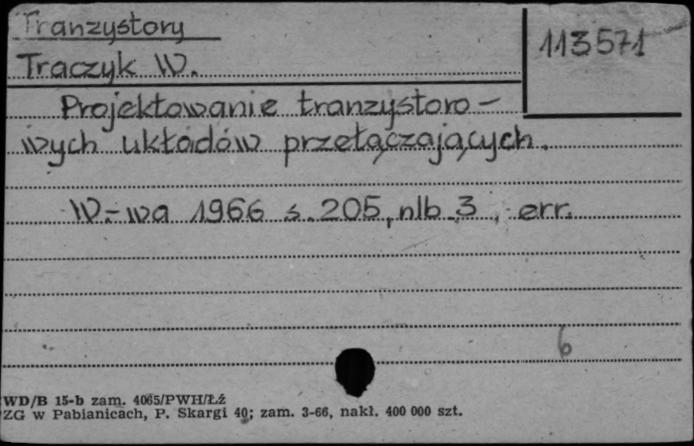 Tranzystory
113571
Traczyk W.
Projektowanie tranzystoro-
wych układów przełączających.
W-wa 1966 s. 205, nlb 3, err.
6
WD/B 15-b zam. 4065/PWH/Łź
ZG w Pabianicach, P. Skargi 40; zam. 3-66, nakł. 400 000 szt.